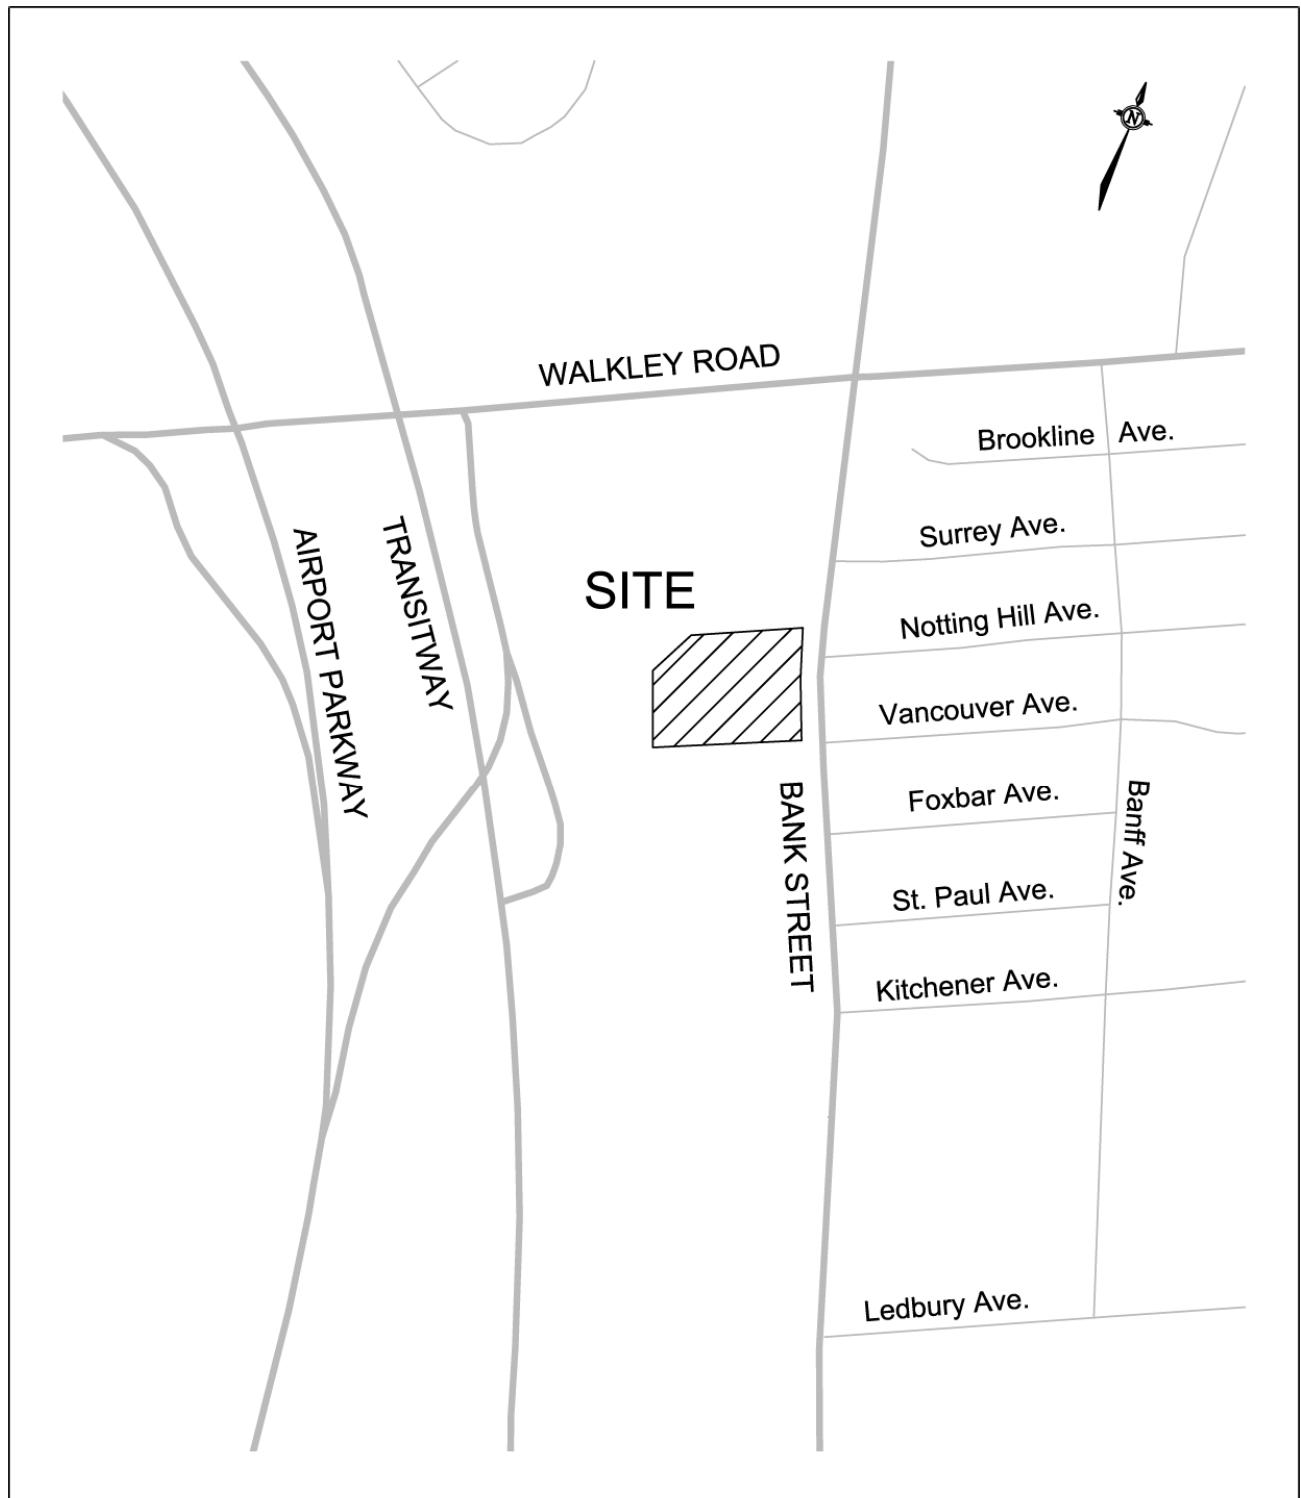 N
WALKLEY ROAD
Brookline Ave.
Surrey Ave.
AIRPORT PARKWAY
TRANSITWAY
SITE
Notting Hill Ave.
Vancouver Ave.
BANK STREET
Foxbar Ave.
Banff Ave.
St. Paul Ave.
Kitchener Ave.
Ledbury Ave.